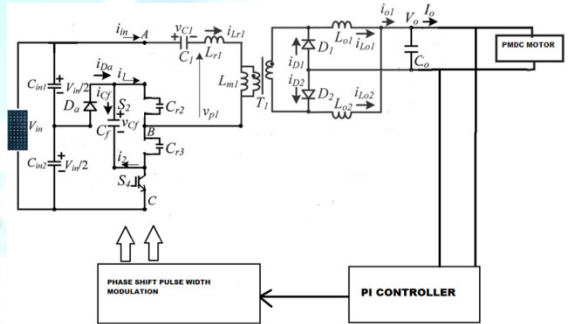 i_in A v_C1 i_Lr1
+ −
C_1 L_r1
i_o1 V_o I_o
L_o1 i_Lo1
PMDC MOTOR
C_in1 + − V_in/2
i_Da i_1
i_Cf
D_a S_2
C_r2
+ − v_Cf
C_f
L_m1
v_p1
T_1
i_D1 D_1
i_D2 D_2
C_o
V_in
B
C_in2 + − V_in/2
i_2
C_r3
S_4
C
L_o2 i_Lo2
PHASE SHIFT PULSE WIDTH
MODULATION
PI CONTROLLER